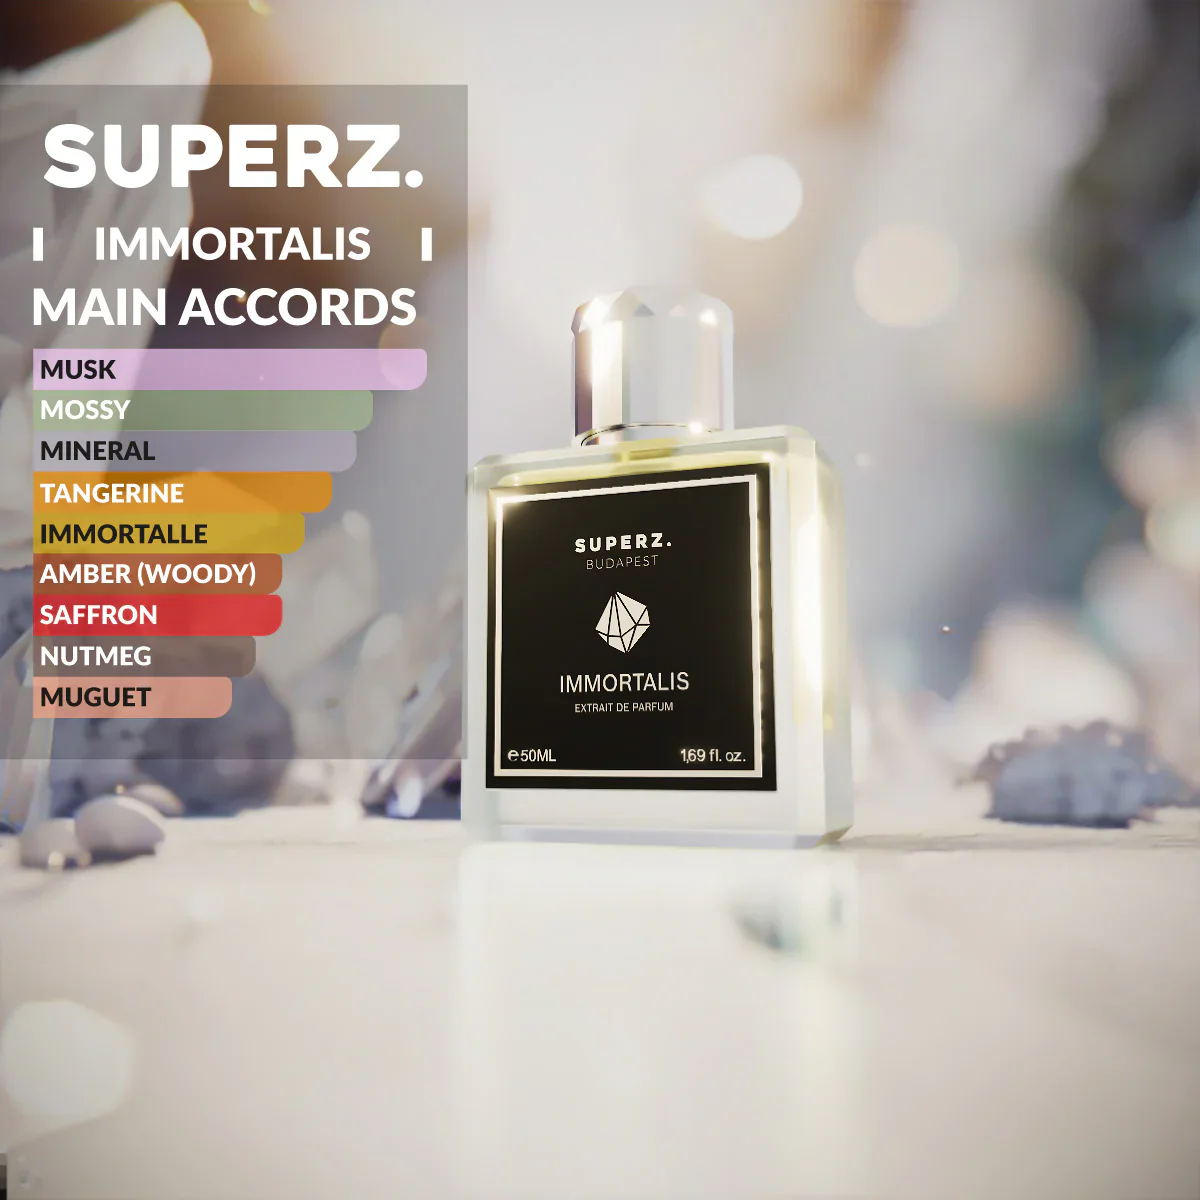 SUPERZ.
IMMORTALIS
MAIN ACCORDS
MUSK
MOSSY
MINERAL
TANGERINE
IMMORTALLE
AMBER (WOODY)
SAFFRON
NUTMEG
MUGUET
SUPERZ.
BUDAPEST
IMMORTALIS
EXTRAIT DE PARFUM
℮50ML
1,69 fl. oz.